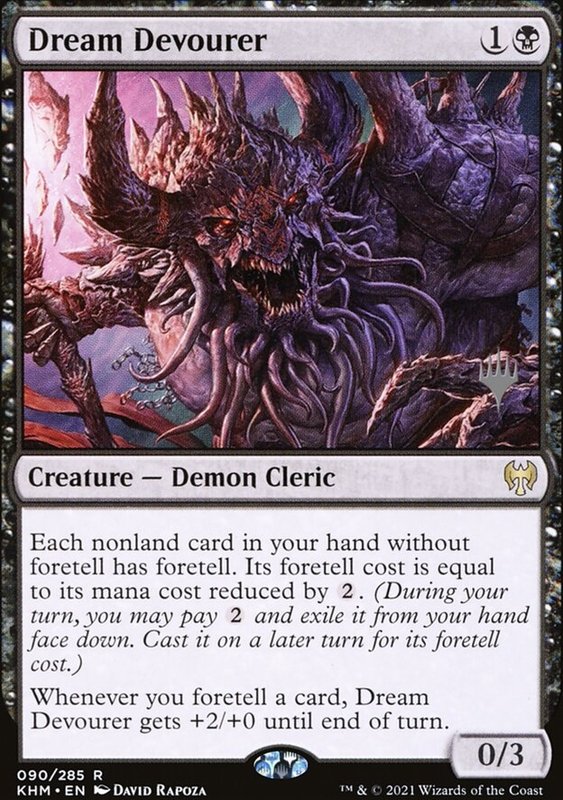 Dream Devourer 1
Creature — Demon Cleric
Each nonland card in your hand without
foretell has foretell. Its foretell cost is equal
to its mana cost reduced by 2. (During your
turn, you may pay 2 and exile it from your hand
face down. Cast it on a later turn for its foretell
cost.)
Whenever you foretell a card, Dream
Devourer gets +2/+0 until end of turn.
0/3
090/285 R
KHM • EN DAVID RAPOZA
™ & © 2021 Wizards of the Coast